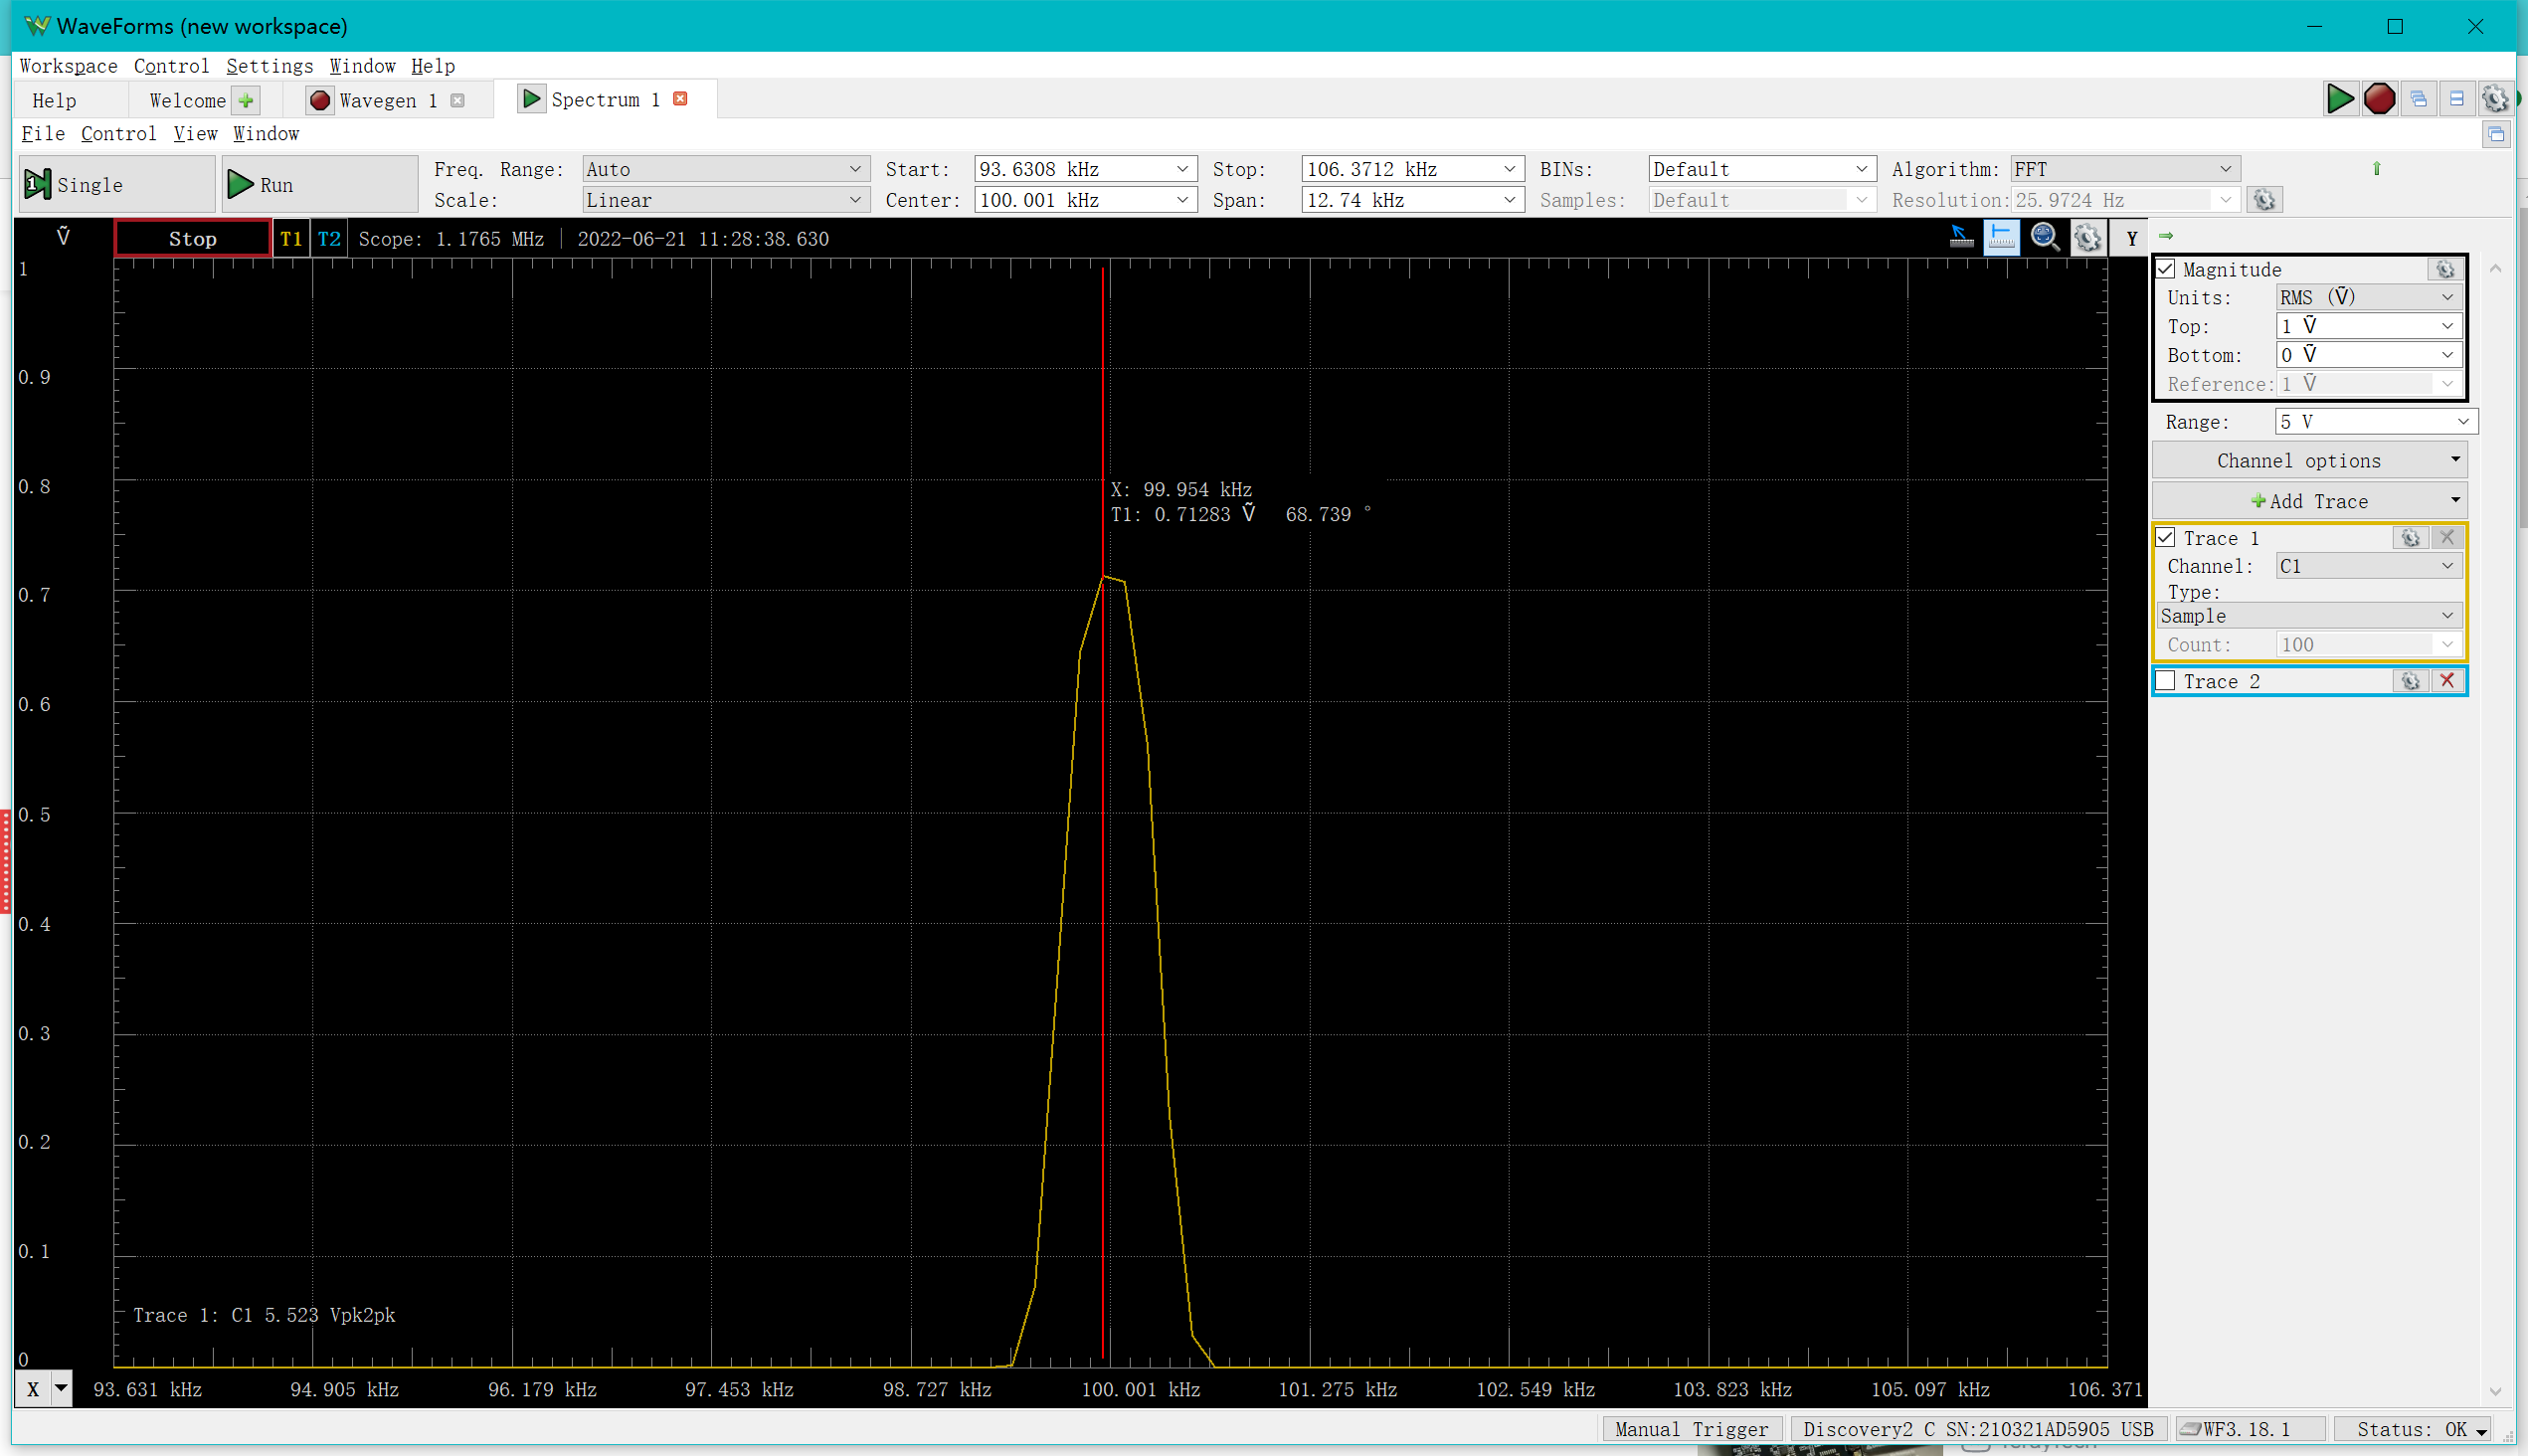 WaveForms (new workspace)
Workspace Control Settings Window Help
Help Welcome Wavegen 1 Spectrum 1
File Control View Window
Single Run Freq. Range: Auto Start: 93.6308 kHz Stop: 106.3712 kHz BINs: Default Algorithm: FFT
Scale: Linear Center: 100.001 kHz Span: 12.74 kHz Samples: Default Resolution: 25.9724 Hz
Ṽ Stop T1 T2 Scope: 1.1765 MHz 2022-06-21 11:28:38.630 Y
1
0.9
0.8
0.7
0.6
0.5
0.4
0.3
0.2
0.1
0
X: 99.954 kHz
T1: 0.71283 Ṽ 68.739 °
Trace 1: C1 5.523 Vpk2pk
X 93.631 kHz 94.905 kHz 96.179 kHz 97.453 kHz 98.727 kHz 100.001 kHz 101.275 kHz 102.549 kHz 103.823 kHz 105.097 kHz 106.371
Magnitude
Units: RMS (Ṽ)
Top: 1 Ṽ
Bottom: 0 Ṽ
Reference: 1 Ṽ
Range: 5 V
Channel options
Add Trace
Trace 1
Channel: C1
Type:
Sample
Count: 100
Trace 2
Manual Trigger Discovery2 C SN:210321AD5905 USB WF3.18.1 Status: OK